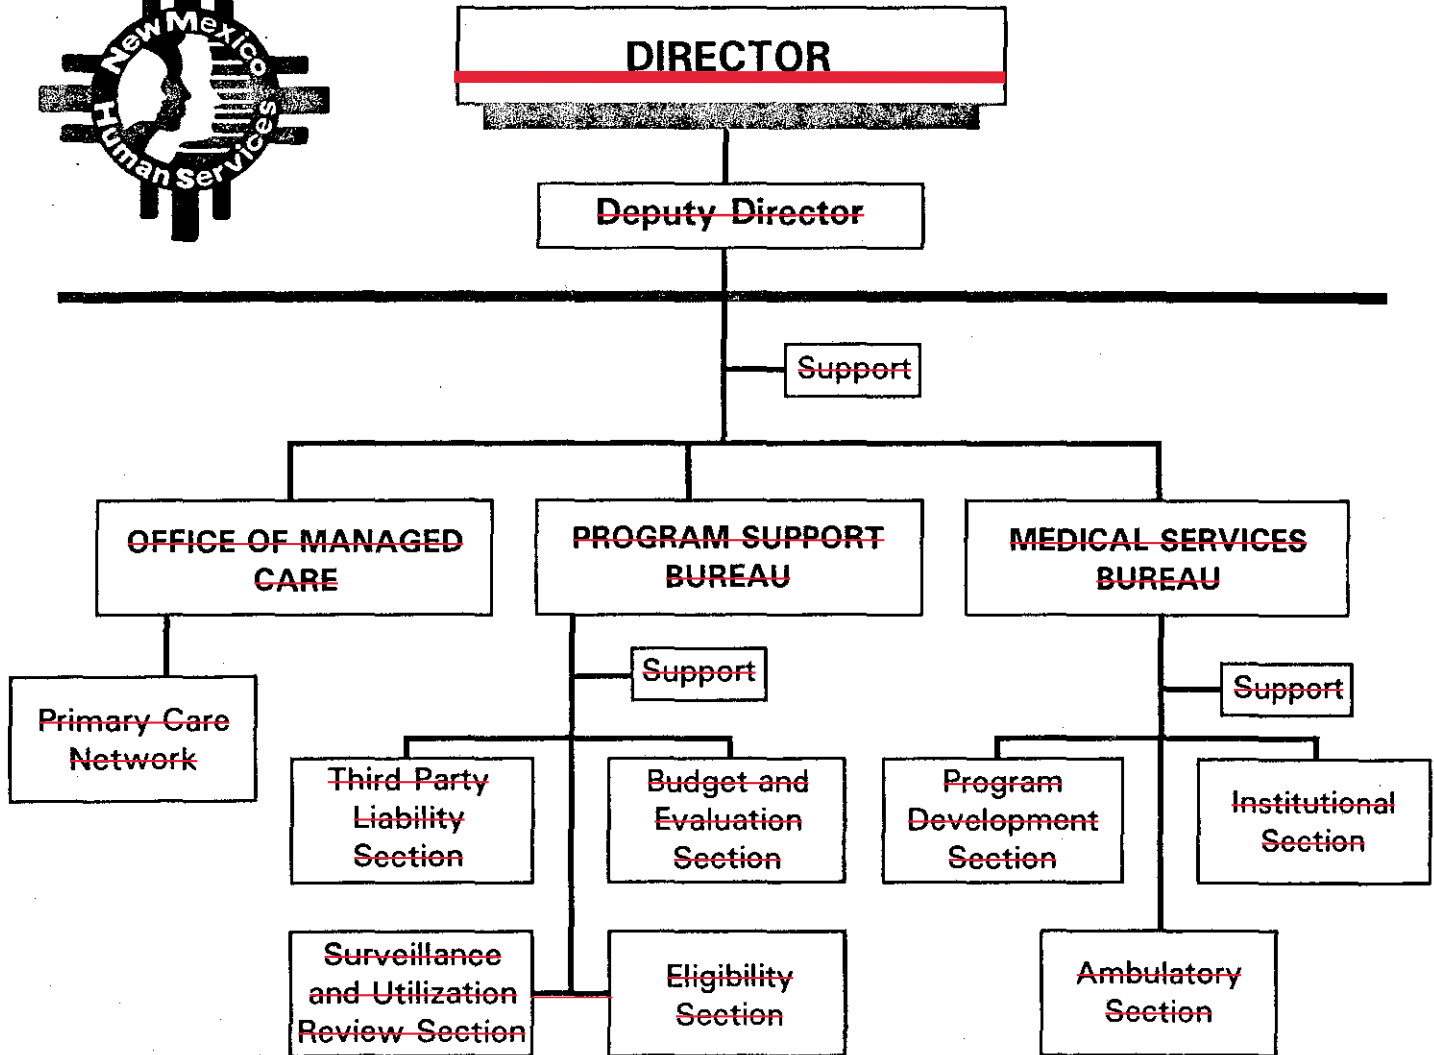 New Mexico
Human Services
DIRECTOR
Deputy Director
Support
OFFICE OF MANAGED
CARE
PROGRAM SUPPORT
BUREAU
MEDICAL SERVICES
BUREAU
Support
Support
Primary Care
Network
Third Party
Liability
Section
Budget and
Evaluation
Section
Program
Development
Section
Institutional
Section
Surveillance
and Utilization
Review Section
Eligibility
Section
Ambulatory
Section